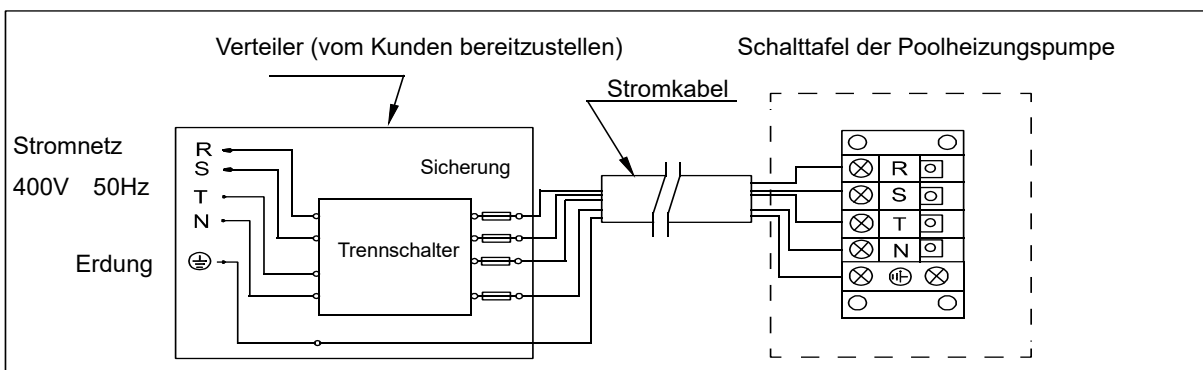 Verteiler (vom Kunden bereitzustellen)
Schalttafel der Poolheizungspumpe
Stromkabel
Stromnetz
400V 50Hz
Erdung
R
S
T
N
Sicherung
Trennschalter
R
S
T
N